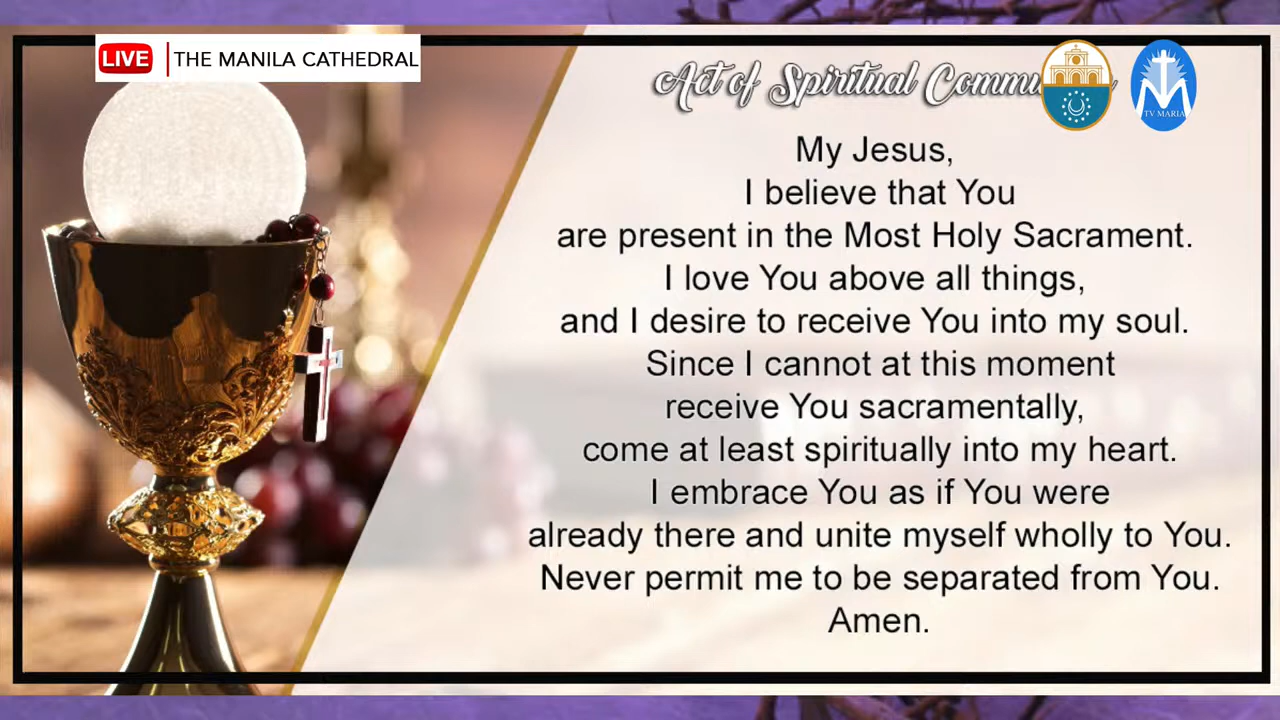 LIVE THE MANILA CATHEDRAL
Act of Spiritual
TV MARIA
My Jesus,
I believe that You
are present in the Most Holy Sacrament.
I love You above all things,
and I desire to receive You into my soul.
Since I cannot at this moment
receive You sacramentally,
come at least spiritually into my heart.
I embrace You as if You were
already there and unite myself wholly to You.
Never permit me to be separated from You.
Amen.